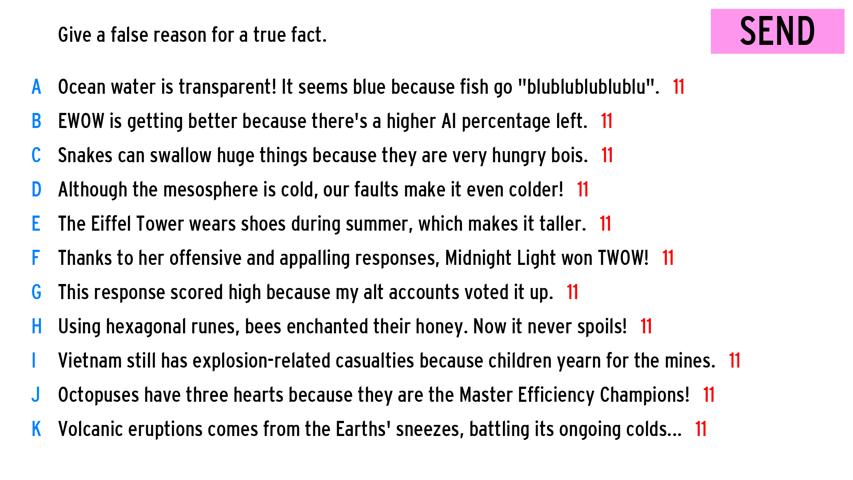 Give a false reason for a true fact.
SEND
A Ocean water is transparent! It seems blue because fish go "blublublublublu". 11
B EWOW is getting better because there's a higher AI percentage left. 11
C Snakes can swallow huge things because they are very hungry bois. 11
D Although the mesosphere is cold, our faults make it even colder! 11
E The Eiffel Tower wears shoes during summer, which makes it taller. 11
F Thanks to her offensive and appalling responses, Midnight Light won TWOW! 11
G This response scored high because my alt accounts voted it up. 11
H Using hexagonal runes, bees enchanted their honey. Now it never spoils! 11
I Vietnam still has explosion-related casualties because children yearn for the mines. 11
J Octopuses have three hearts because they are the Master Efficiency Champions! 11
K Volcanic eruptions comes from the Earths' sneezes, battling its ongoing colds... 11